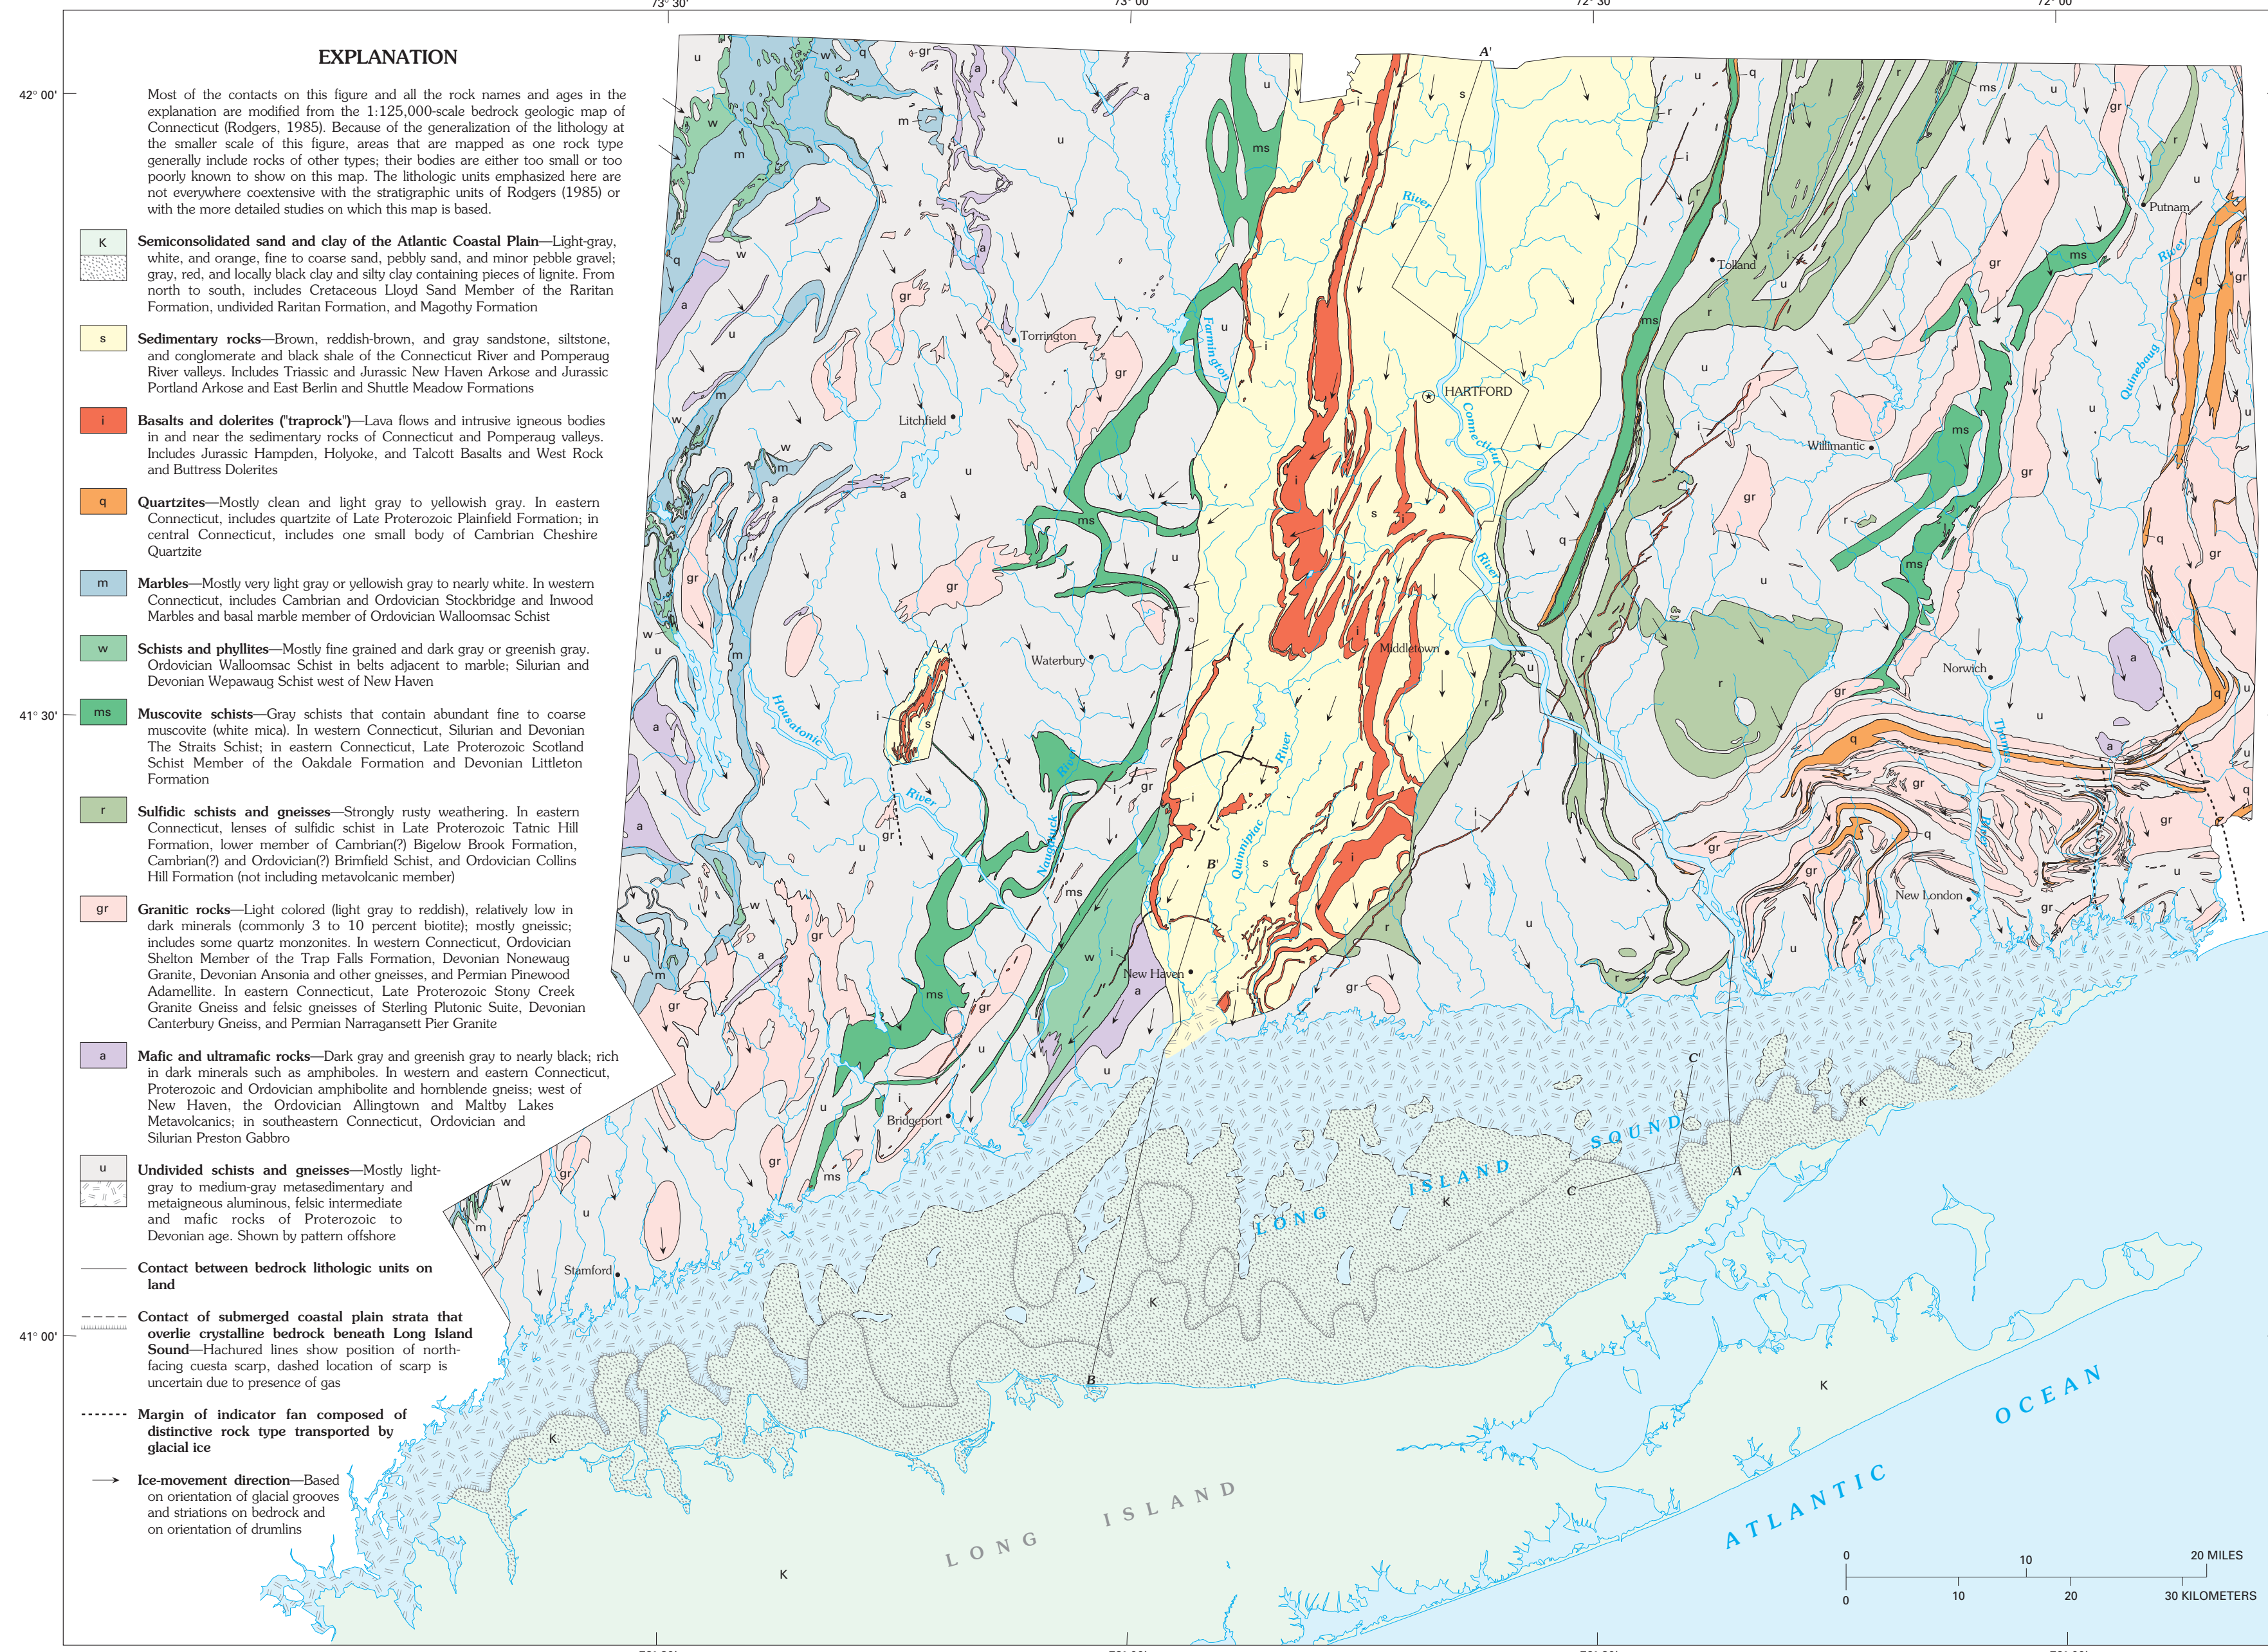 73° 30'
73° 00'
72° 30'
72° 00'
42° 00'
41° 30'
41° 00'
EXPLANATION
Most of the contacts on this figure and all the rock names and ages in the
explanation are modified from the 1:125,000-scale bedrock geologic map of
Connecticut (Rodgers, 1985). Because of the generalization of the lithology at
the smaller scale of this figure, areas that are mapped as one rock type
generally include rocks of other types; their bodies are either too small or too
poorly known to show on this map. The lithologic units emphasized here are
not everywhere coextensive with the stratigraphic units of Rodgers (1985) or
with the more detailed studies on which this map is based.
K Semiconsolidated sand and clay of the Atlantic Coastal Plain—Light-gray,
white, and orange, fine to coarse sand, pebbly sand, and minor pebble gravel;
gray, red, and locally black clay and silty clay containing pieces of lignite. From
north to south, includes Cretaceous Lloyd Sand Member of the Raritan
Formation, undivided Raritan Formation, and Magothy Formation
s Sedimentary rocks—Brown, reddish-brown, and gray sandstone, siltstone,
and conglomerate and black shale of the Connecticut River and Pomperaug
River valleys. Includes Triassic and Jurassic New Haven Arkose and Jurassic
Portland Arkose and East Berlin and Shuttle Meadow Formations
i Basalts and dolerites ("traprock")—Lava flows and intrusive igneous bodies
in and near the sedimentary rocks of Connecticut and Pomperaug valleys.
Includes Jurassic Hampden, Holyoke, and Talcott Basalts and West Rock
and Buttress Dolerites
q Quartzites—Mostly clean and light gray to yellowish gray. In eastern
Connecticut, includes quartzite of Late Proterozoic Plainfield Formation; in
central Connecticut, includes one small body of Cambrian Cheshire
Quartzite
m Marbles—Mostly very light gray or yellowish gray to nearly white. In western
Connecticut, includes Cambrian and Ordovician Stockbridge and Inwood
Marbles and basal marble member of Ordovician Walloomsac Schist
w Schists and phyllites—Mostly fine grained and dark gray or greenish gray.
Ordovician Walloomsac Schist in belts adjacent to marble; Silurian and
Devonian Wepawaug Schist west of New Haven
ms Muscovite schists—Gray schists that contain abundant fine to coarse
muscovite (white mica). In western Connecticut, Silurian and Devonian
The Straits Schist; in eastern Connecticut, Late Proterozoic Scotland
Schist Member of the Oakdale Formation and Devonian Littleton
Formation
r Sulfidic schists and gneisses—Strongly rusty weathering. In eastern
Connecticut, lenses of sulfidic schist in Late Proterozoic Tatnic Hill
Formation, lower member of Cambrian(?) Bigelow Brook Formation,
Cambrian(?) and Ordovician(?) Brimfield Schist, and Ordovician Collins
Hill Formation (not including metavolcanic member)
gr Granitic rocks—Light colored (light gray to reddish), relatively low in
dark minerals (commonly 3 to 10 percent biotite); mostly gneissic;
includes some quartz monzonites. In western Connecticut, Ordovician
Shelton Member of the Trap Falls Formation, Devonian Nonewaug
Granite, Devonian Ansonia and other gneisses, and Permian Pinewood
Adamellite. In eastern Connecticut, Late Proterozoic Stony Creek
Granite Gneiss and felsic gneisses of Sterling Plutonic Suite, Devonian
Canterbury Gneiss, and Permian Narragansett Pier Granite
a Mafic and ultramafic rocks—Dark gray and greenish gray to nearly black; rich
in dark minerals such as amphiboles. In western and eastern Connecticut,
Proterozoic and Ordovician amphibolite and hornblende gneiss; west of
New Haven, the Ordovician Allingtown and Maltby Lakes
Metavolcanics; in southeastern Connecticut, Ordovician and
Silurian Preston Gabbro
u Undivided schists and gneisses—Mostly light-
gray to medium-gray metasedimentary and
metaigneous aluminous, felsic intermediate
and mafic rocks of Proterozoic to
Devonian age. Shown by pattern offshore
Contact between bedrock lithologic units on
land
Contact of submerged coastal plain strata that
overlie crystalline bedrock beneath Long Island
Sound—Hachured lines show position of north-
facing cuesta scarp, dashed location of scarp is
uncertain due to presence of gas
Margin of indicator fan composed of
distinctive rock type transported by
glacial ice
Ice-movement direction—Based
on orientation of glacial grooves
and striations on bedrock and
on orientation of drumlins
A'
River
Putnam
River
Tolland
Farmington
Torrington
Quinebaug
HARTFORD
Litchfield
Connecticut
Willimantic
River
Middletown
Waterbury
Norwich
Housatonic
Thames
River
River
River
Naugatuck
Quinnipiac
B'
River
New London
New Haven
C'
Bridgeport
SOUND
ISLAND
LONG
A
C
Stamford
B
K
OCEAN
ATLANTIC
LONG ISLAND
K
0 10 20 MILES
0 10 20 30 KILOMETERS